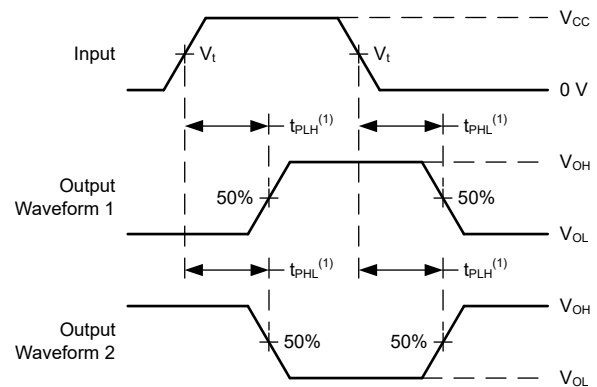 V_CC
Input
V_t
V_t
0 V
t_PLH^(1)
t_PHL^(1)
V_OH
Output
Waveform 1
50%
50%
V_OL
t_PHL^(1)
t_PLH^(1)
V_OH
Output
Waveform 2
50%
50%
V_OL